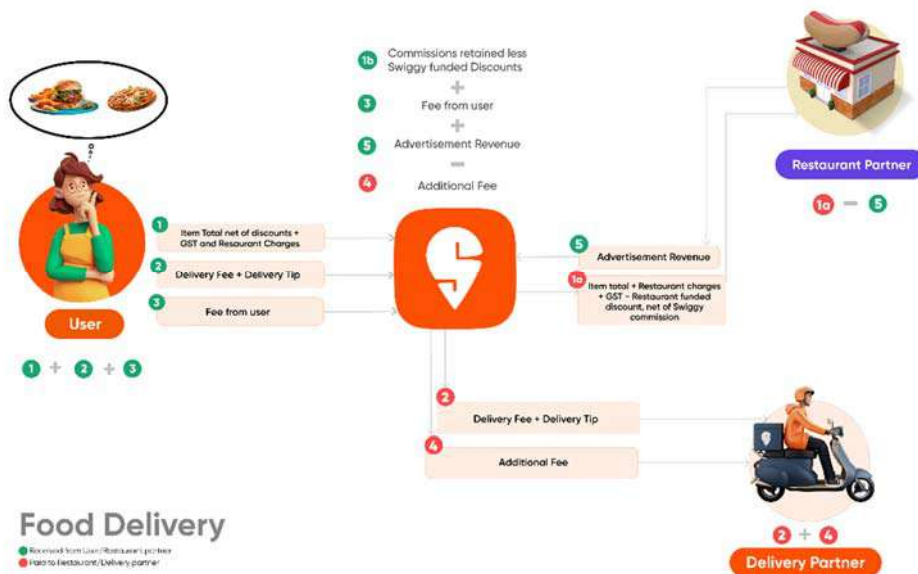 1b Commissions retained less
Swiggy funded Discounts
+
3 Fee from user
+
5 Advertisement Revenue
−
4 Additional Fee
Restaurant Partner
1a − 5
1 Item Total net of discounts +
GST and Resaurant Charges
2 Delivery Fee + Delivery Tip
3 Fee from user
User
1 + 2 + 3
5 Advertisement Revenue
1a Item total + Restaurant charges
+ GST - Restaurant funded
discount, net of Swiggy
commission
2 Delivery Fee + Delivery Tip
4 Additional Fee
2 + 4
Delivery Partner
Food Delivery
Received from User/Restaurant partner
Paid to Restaurant/Delivery partner